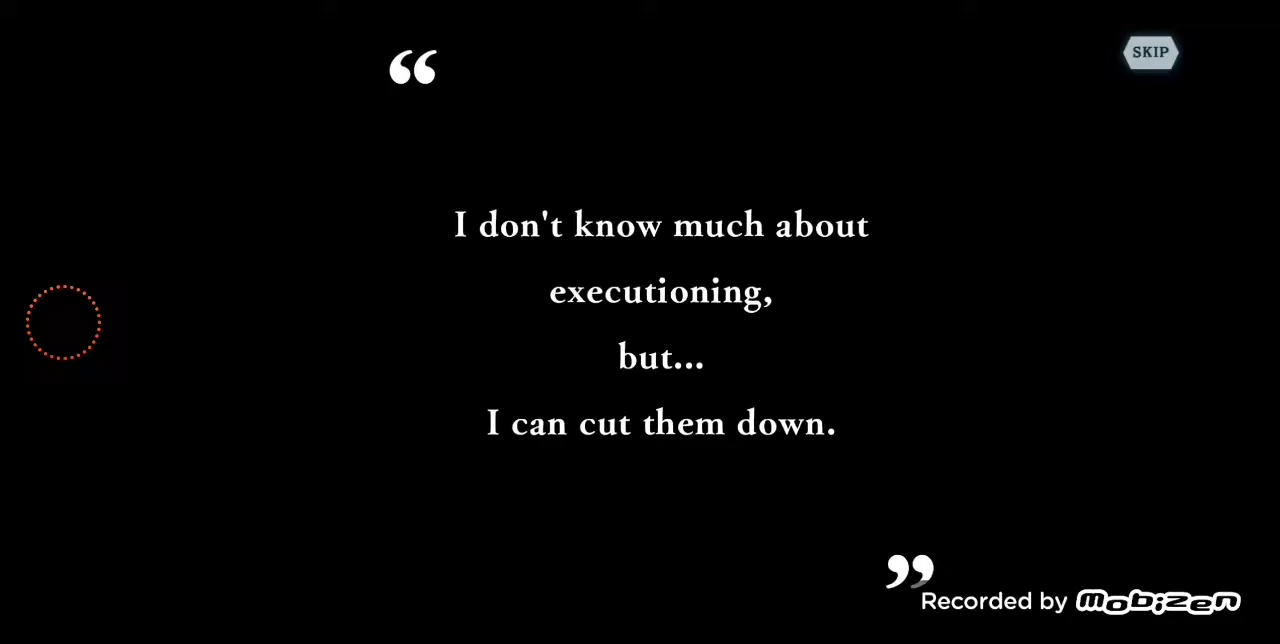 “
SKIP
I don't know much about
executioning,
but...
I can cut them down.
”
Recorded by mobizen